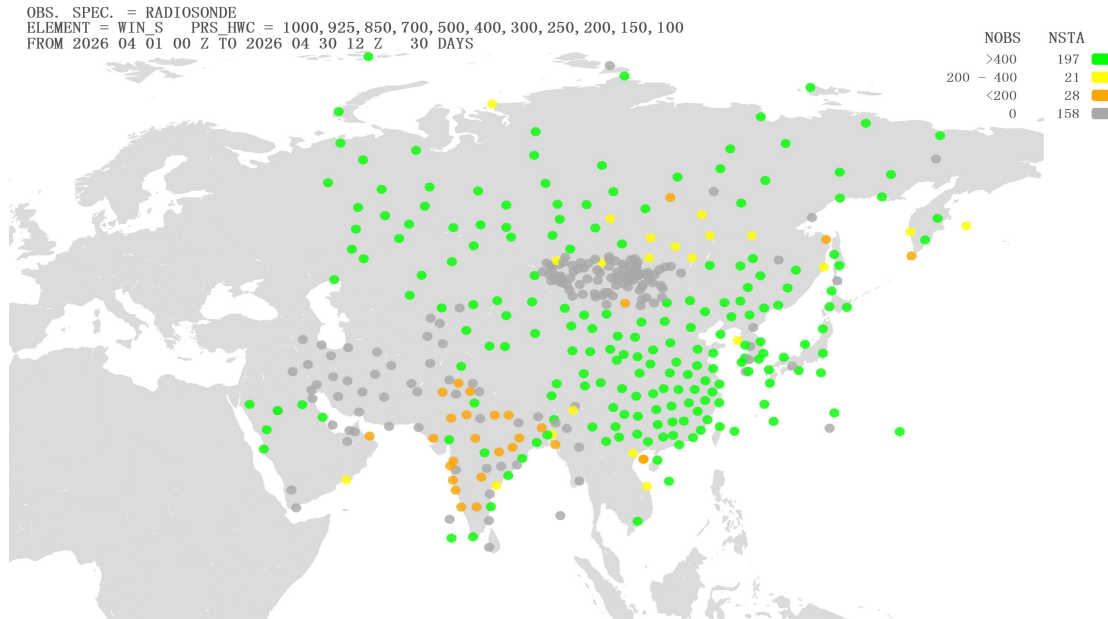 OBS. SPEC. = RADIOSONDE
ELEMENT = WIN_S   PRS_HWC = 1000,925,850,700,500,400,300,250,200,150,100
FROM 2026 04 01 00 Z TO 2026 04 30 12 Z   30 DAYS
NOBS NSTA
>400 197
200 - 400 21
<200 28
0 158